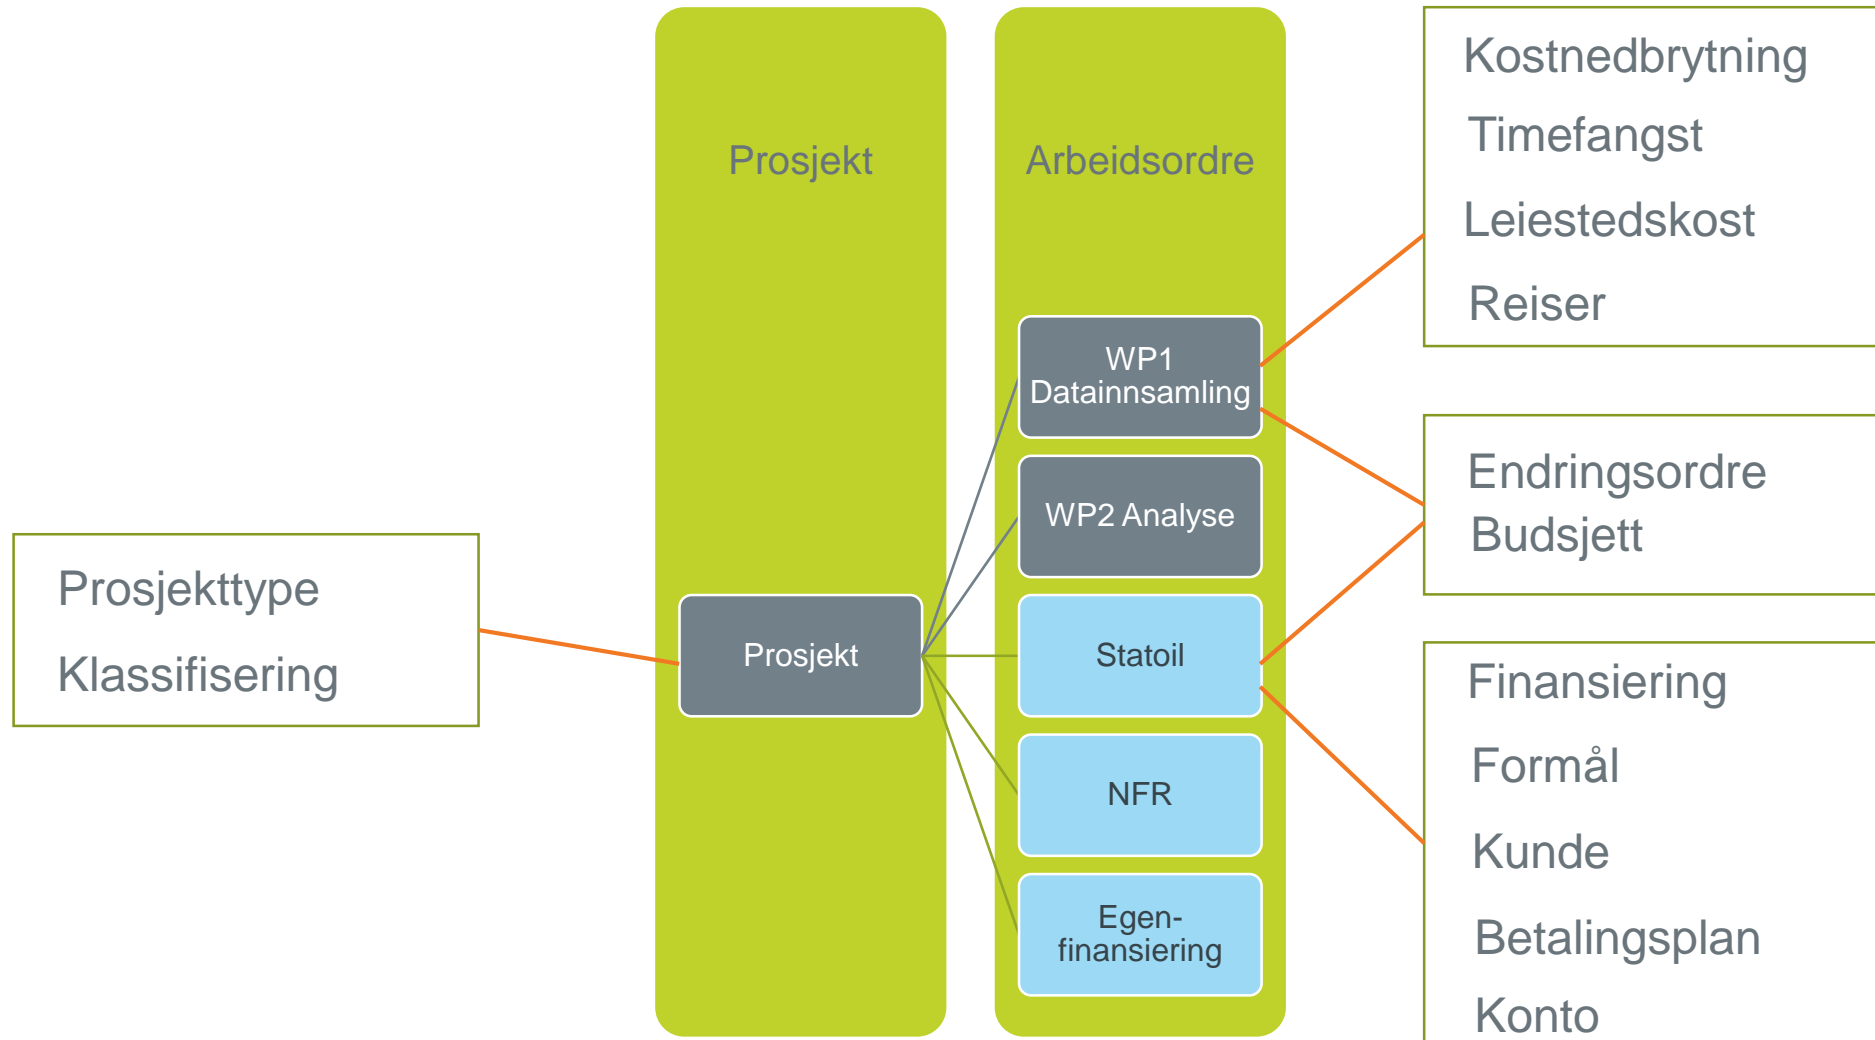 Prosjekttype
Klassifisering
Prosjekt
Prosjekt
Arbeidsordre
WP1
Datainnsamling
WP2 Analyse
Statoil
NFR
Egen-
finansiering
Kostnedbrytning
Timefangst
Leiestedskost
Reiser
Endringsordre
Budsjett
Finansiering
Formål
Kunde
Betalingsplan
Konto